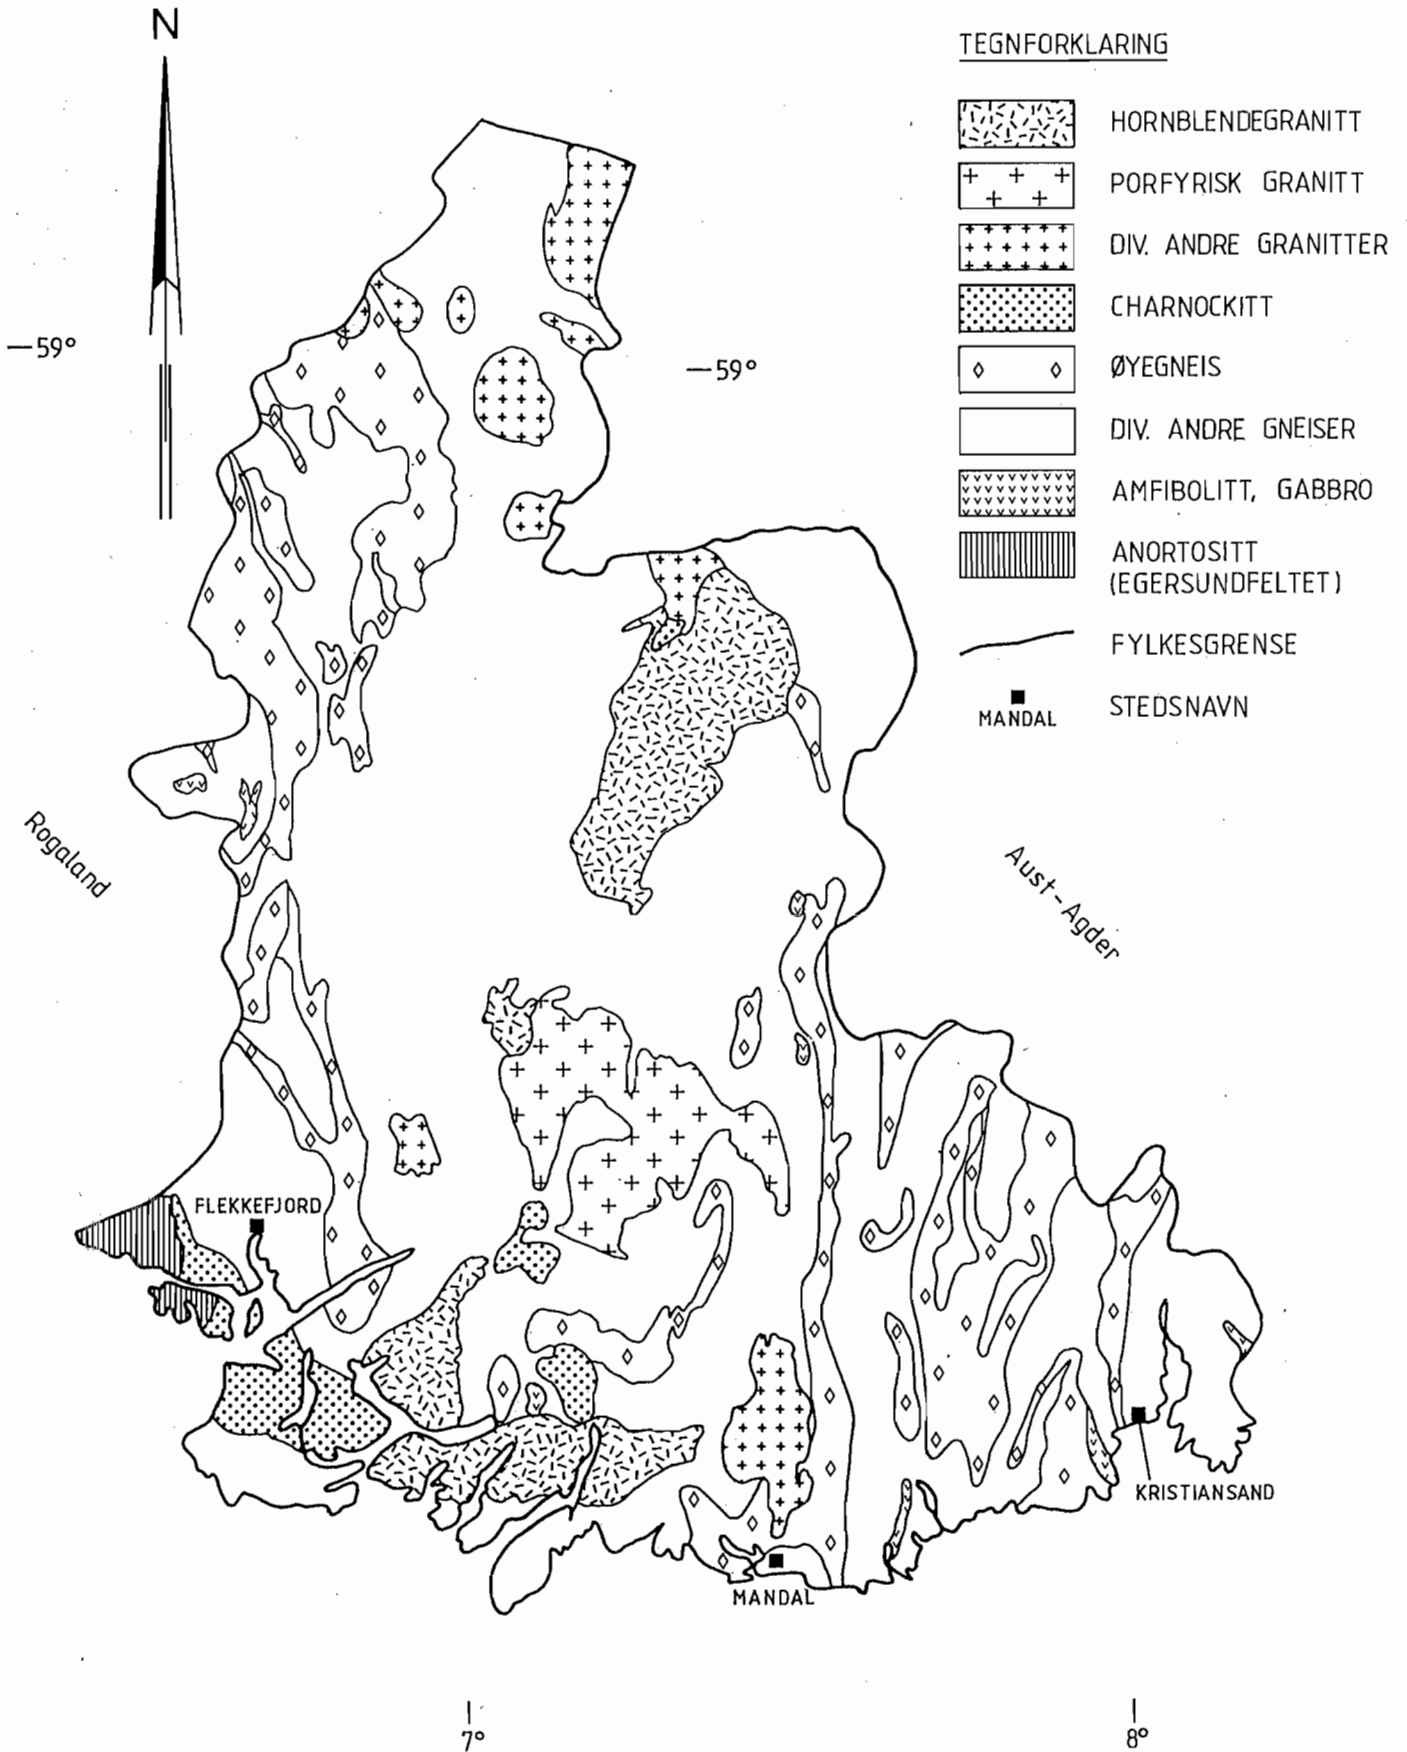 N
TEGNFORKLARING
HORNBLENDEGRANITT
PORFYRISK GRANITT
DIV. ANDRE GRANITTER
CHARNOCKITT
ØYEGNEIS
DIV. ANDRE GNEISER
AMFIBOLITT, GABBRO
ANORTOSITT
(EGERSUNDFELTET)
FYLKESGRENSE
MANDAL
STEDSNAVN
59°
59°
Rogaland
Aust-Agder
FLEKKEFJORD
KRISTIANSAND
MANDAL
7°
8°